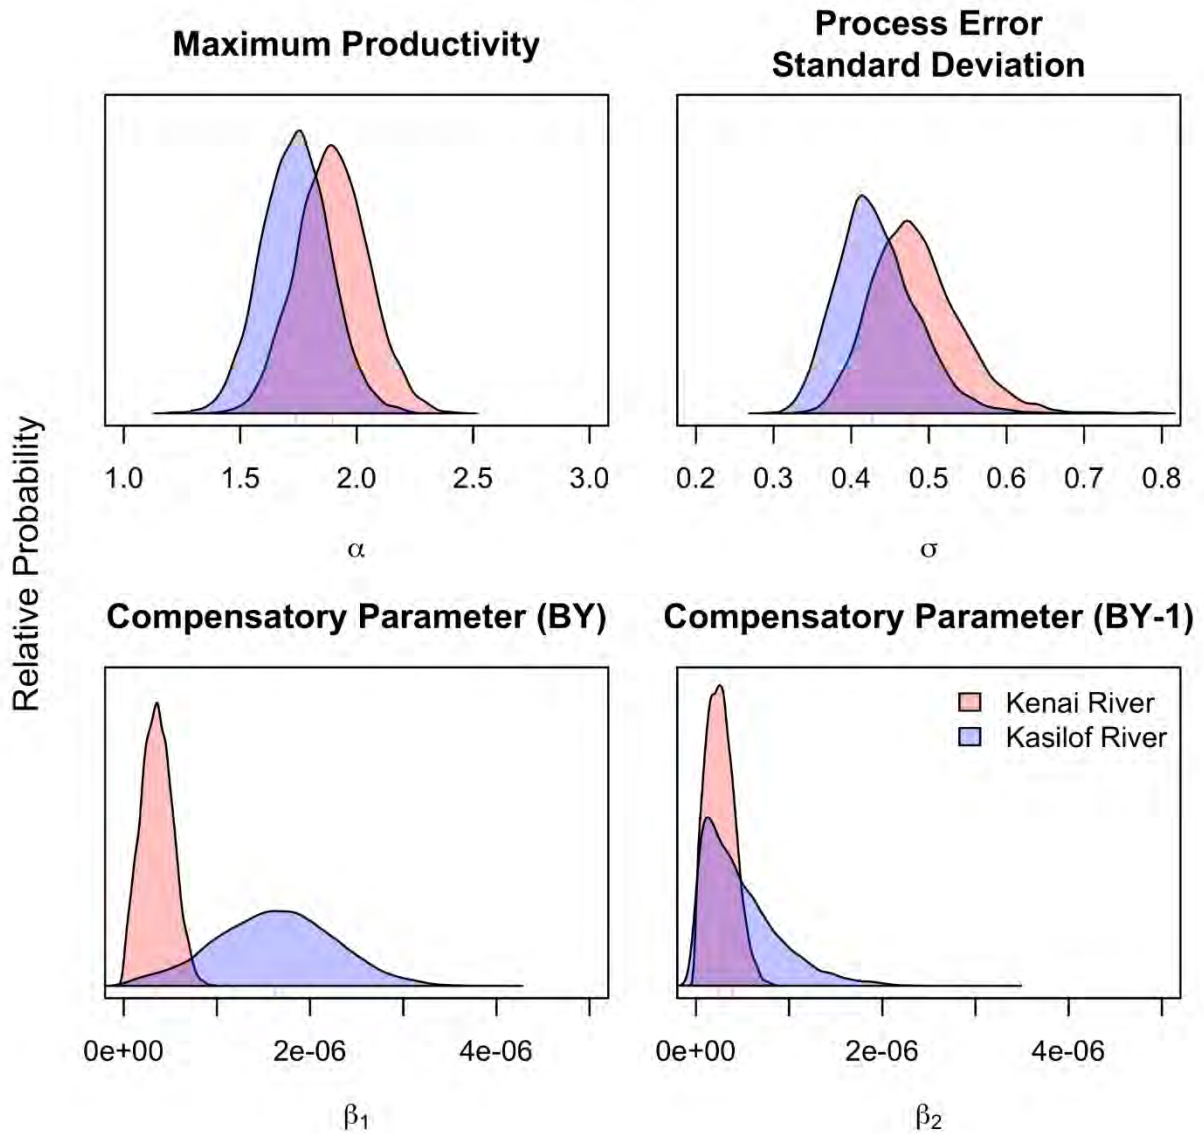 Maximum Productivity
Process Error
Standard Deviation
1.0 1.5 2.0 2.5 3.0
α
0.2 0.3 0.4 0.5 0.6 0.7 0.8
σ
Relative Probability
Compensatory Parameter (BY)
Compensatory Parameter (BY-1)
Kenai River
Kasilof River
0e+00 2e-06 4e-06
β1
0e+00 2e-06 4e-06
β2